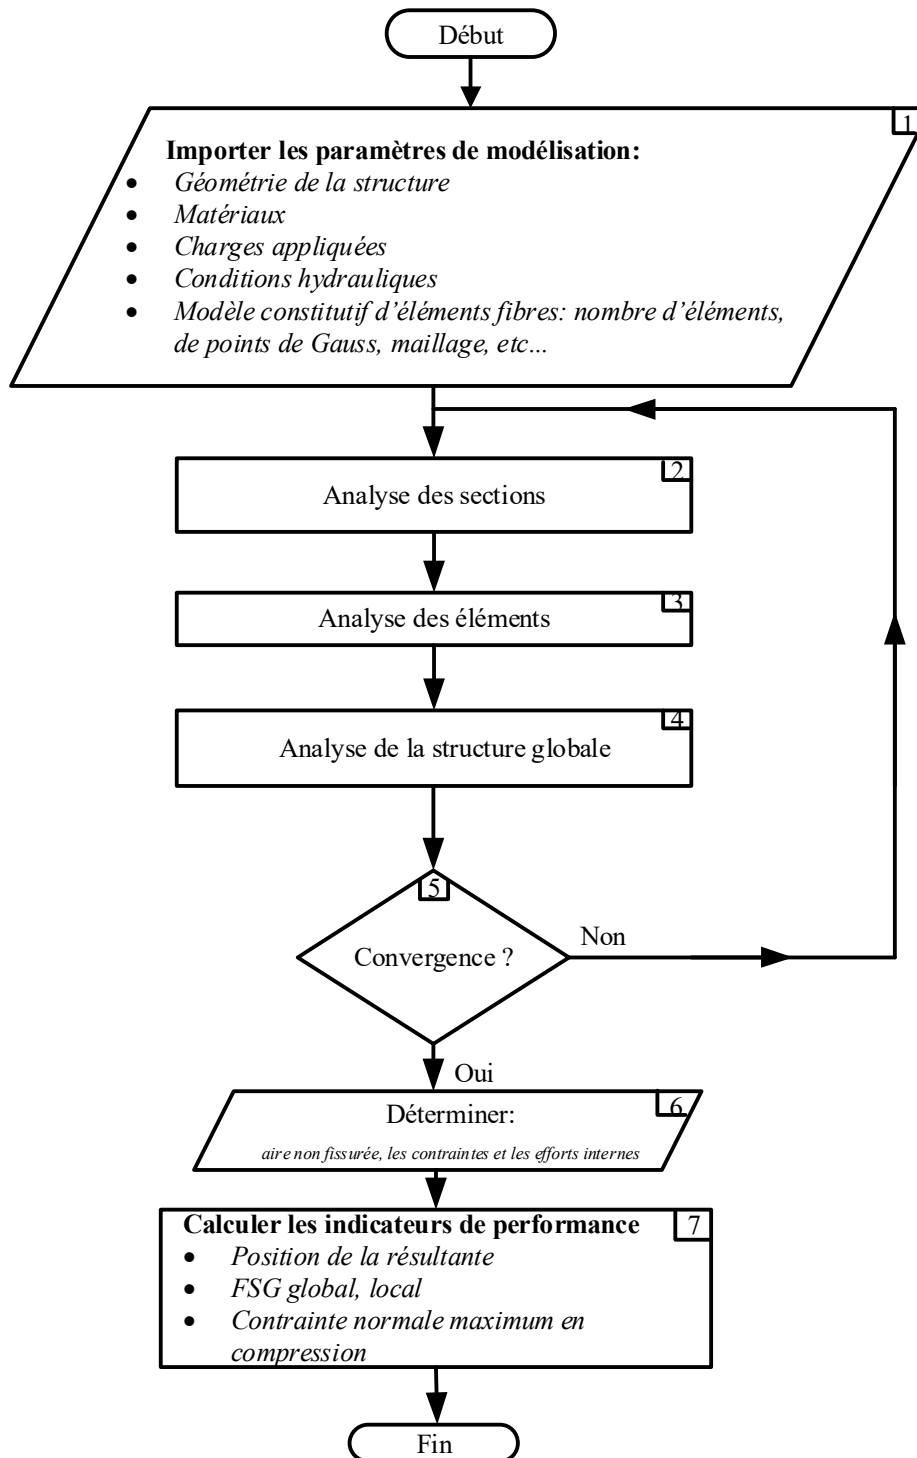 Début
1
Importer les paramètres de modélisation:
• Géométrie de la structure
• Matériaux
• Charges appliquées
• Conditions hydrauliques
• Modèle constitutif d’éléments fibres: nombre d’éléments,
de points de Gauss, maillage, etc...
2
Analyse des sections
3
Analyse des éléments
4
Analyse de la structure globale
5
Convergence ?
Non
Oui
6
Déterminer:
aire non fissurée, les contraintes et les efforts internes
7
Calculer les indicateurs de performance
• Position de la résultante
• FSG global, local
• Contrainte normale maximum en
compression
Fin